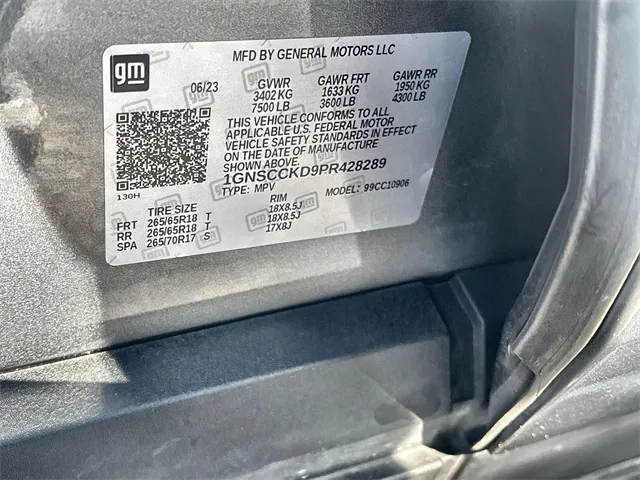 gm
MFD BY GENERAL MOTORS LLC
06/23 GVWR GAWR FRT GAWR RR
3402 KG 1633 KG 1950 KG
7500 LB 3600 LB 4300 LB
THIS VEHICLE CONFORMS TO ALL
APPLICABLE U.S. FEDERAL MOTOR
VEHICLE SAFETY STANDARDS IN EFFECT
ON THE DATE OF MANUFACTURE
SHOWN ABOVE
1GNSCCKD9PR428289
130H TYPE: MPV MODEL: 99CC10906
TIRE SIZE RIM
FRT 265/65R18 T 18X8.5J
RR 265/65R18 T 18X8.5J
SPA 265/70R17 S 17X8J